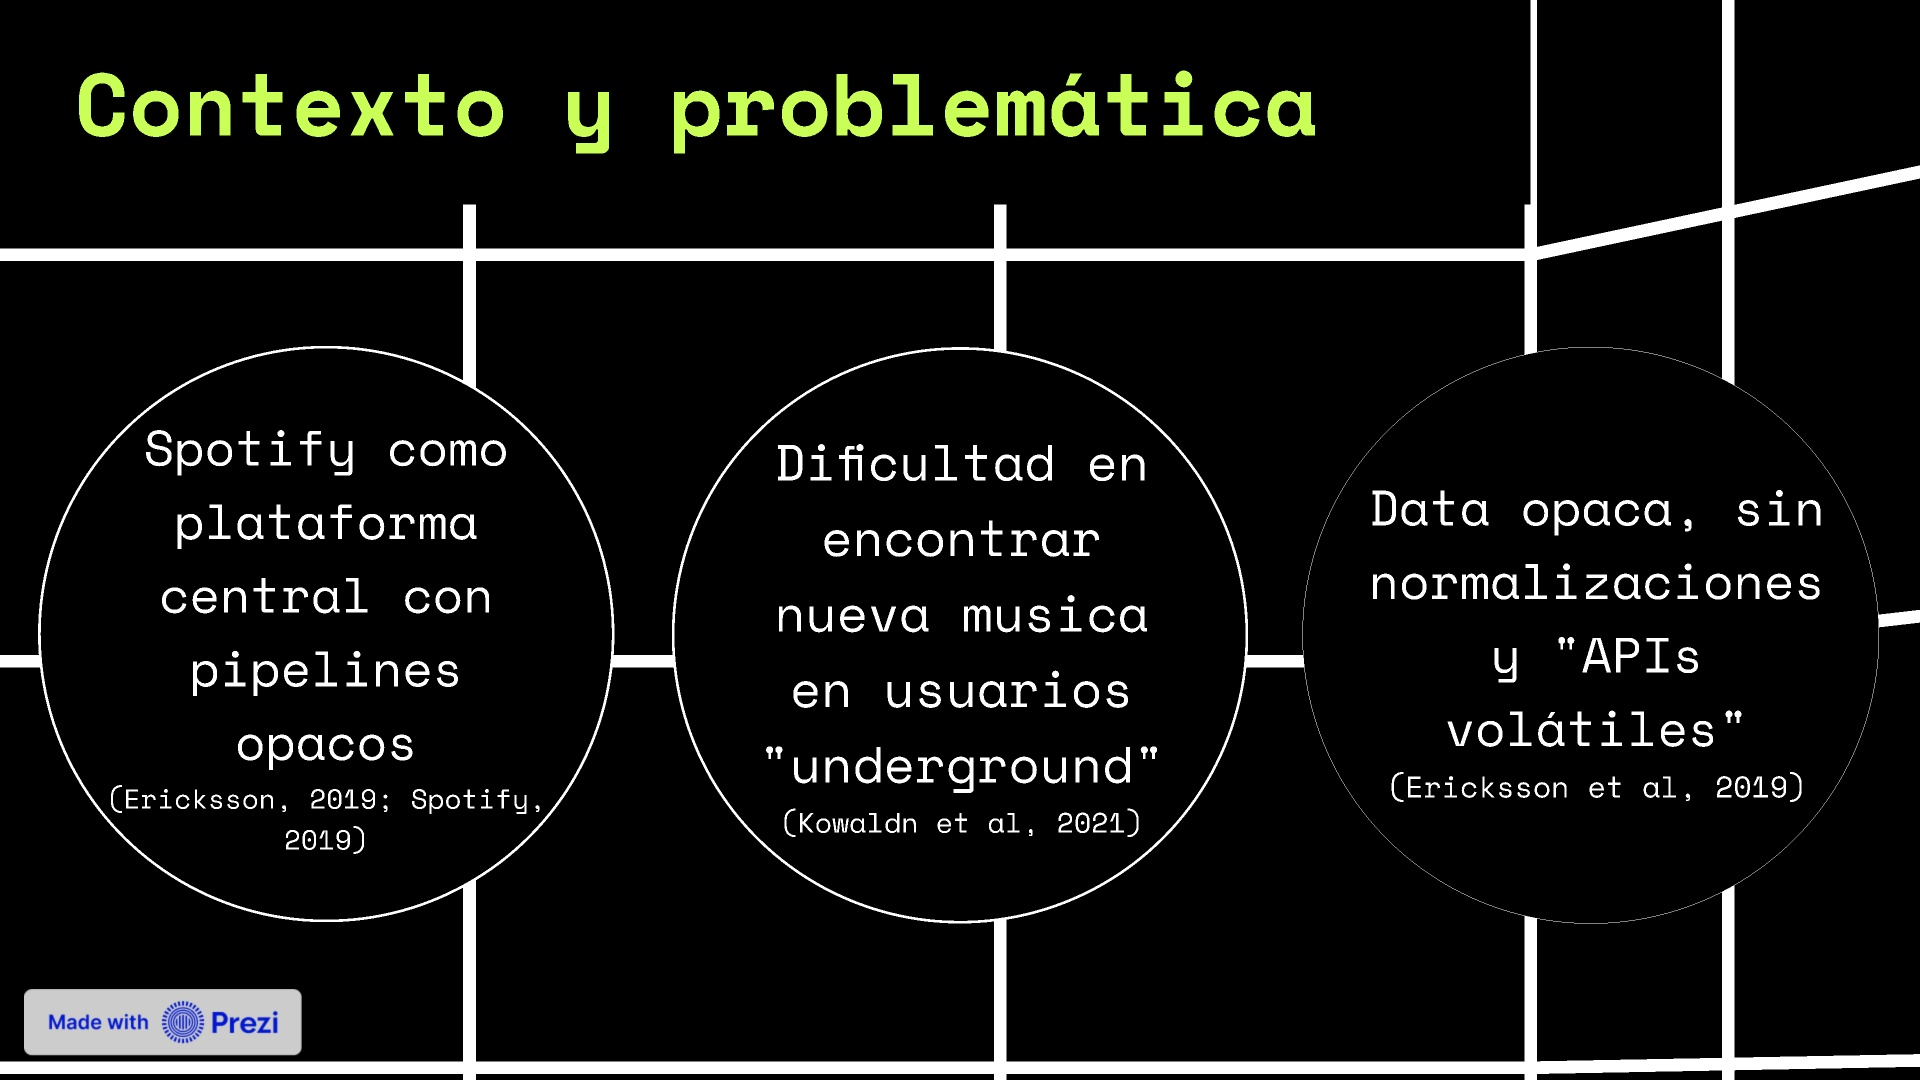 Contexto y problemática
Spotify como
plataforma
central con
pipelines
opacos
(Ericksson, 2019; Spotify,
2019)
Dificultad en
encontrar
nueva musica
en usuarios
"underground"
(Kowaldn et al, 2021)
Data opaca, sin
normalizaciones
y "APIs
volátiles"
(Ericksson et al, 2019)
Made with Prezi